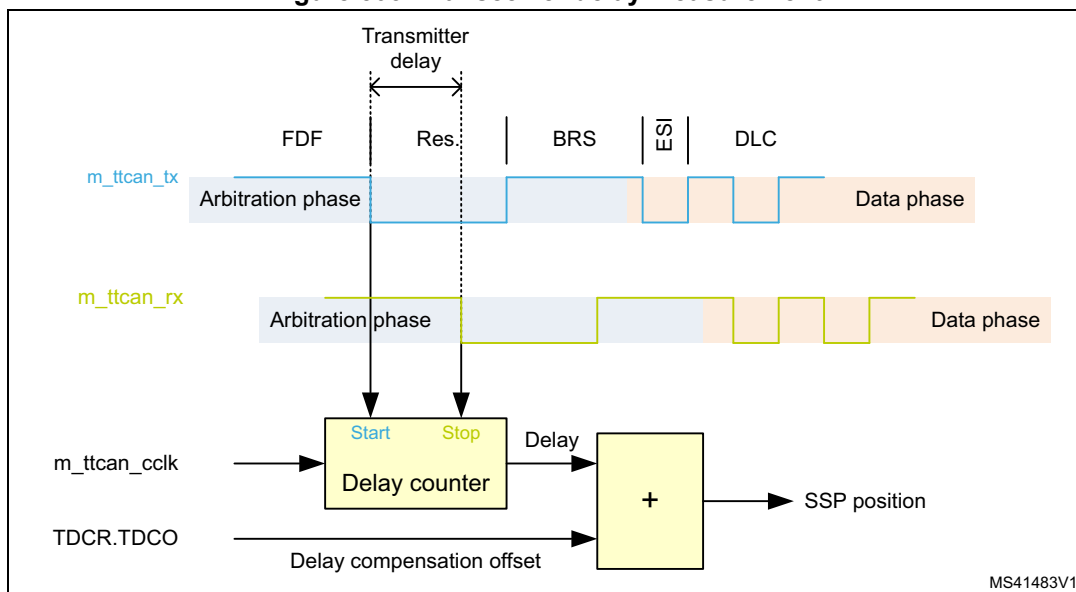 Transmitter
delay
FDF
Res.
BRS
ESI
DLC
m_ttcan_tx
Arbitration phase
Data phase
m_ttcan_rx
Arbitration phase
Data phase
Start
Stop
Delay
m_ttcan_cclk
Delay counter
+
SSP position
TDCR.TDCO
Delay compensation offset
MS41483V1